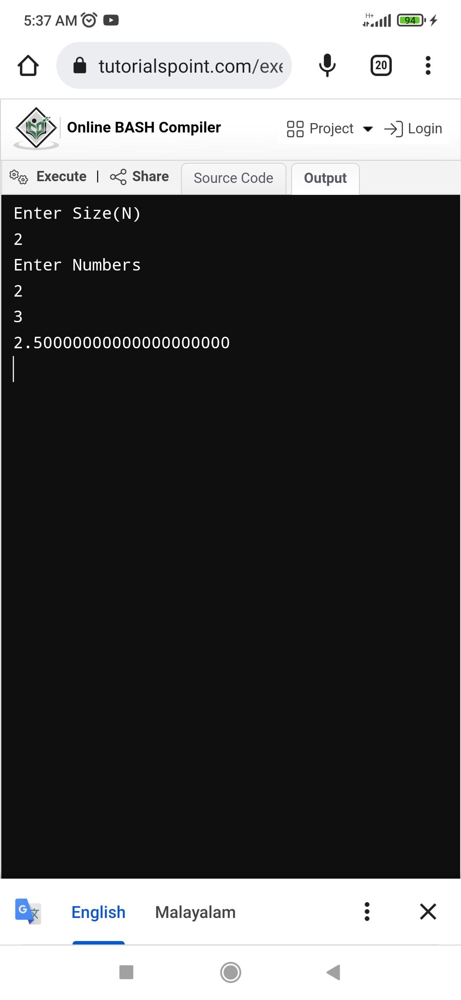 5:37 AM H+ 94
tutorialspoint.com/exe 20
Online BASH Compiler Project Login
Execute | Share Source Code Output
Enter Size(N)
2
Enter Numbers
2
3
2.50000000000000000000
English Malayalam